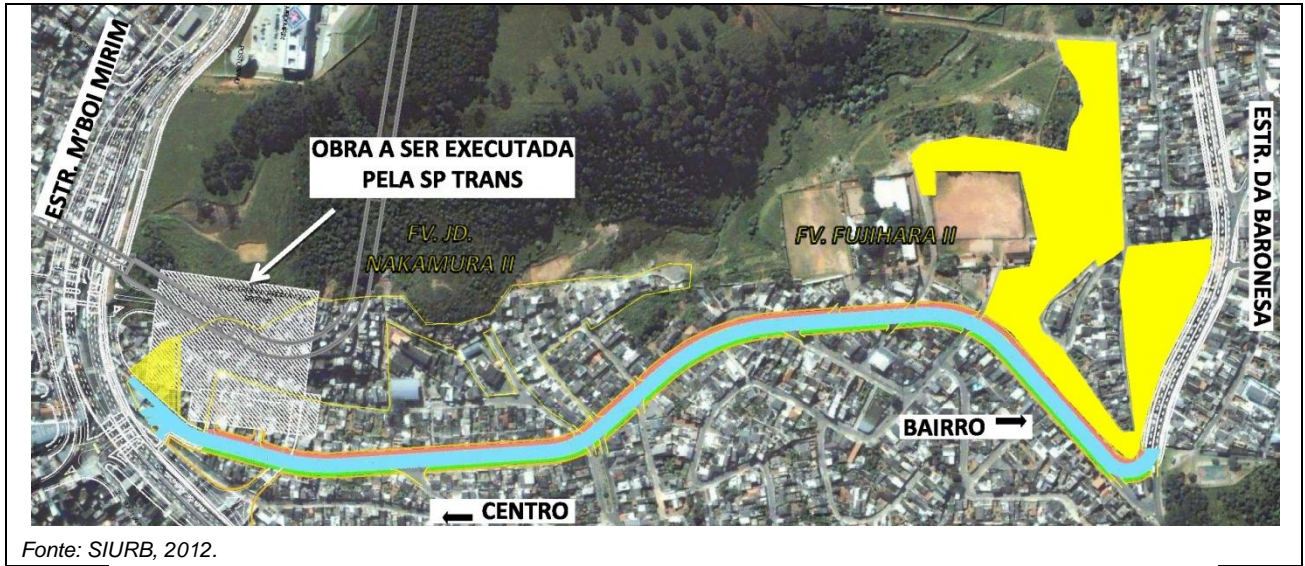 ESTR. M'BOI MIRIM
OBRA A SER EXECUTADA
PELA SP TRANS
FV. JD.
NAKAMURA II
FV. FUJIHARA II
ESTR. DA BARONESA
BAIRRO
CENTRO
Fonte: SIURB, 2012.